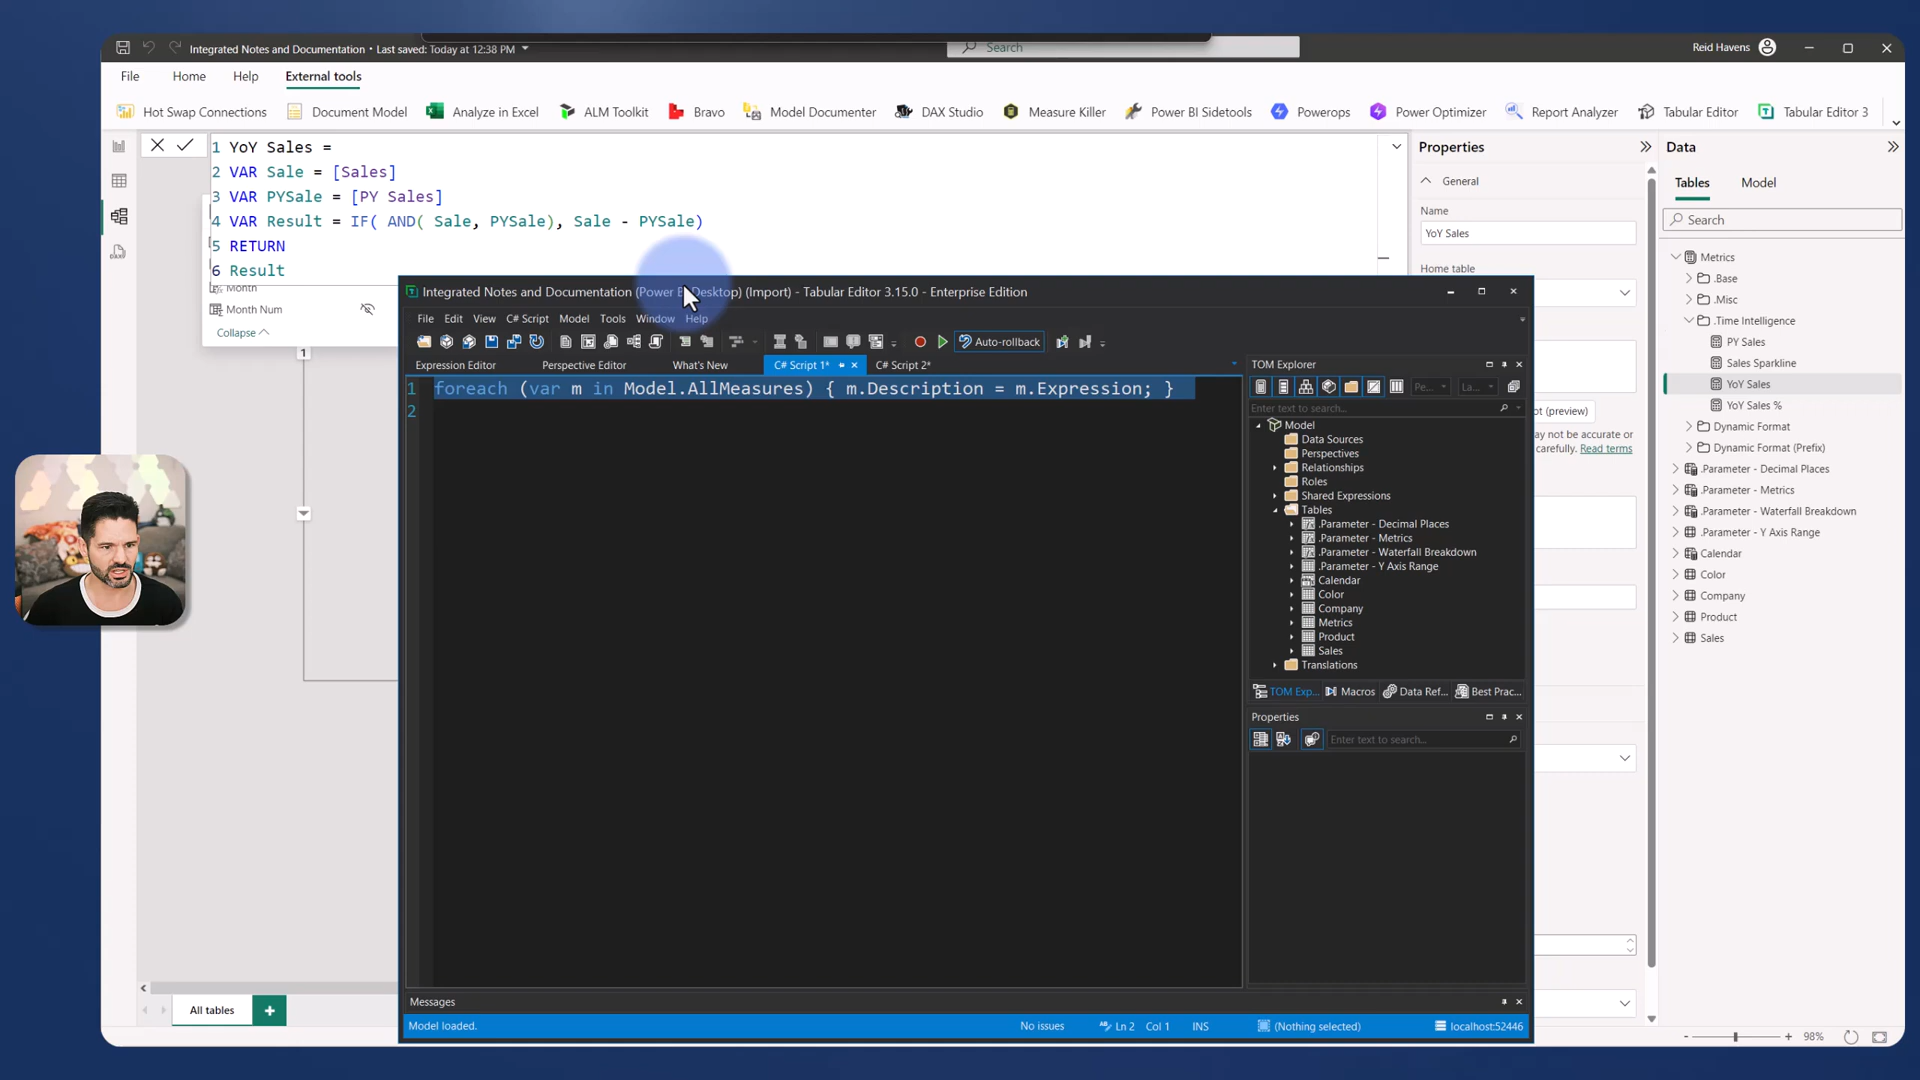 Integrated Notes and Documentation • Last saved: Today at 12:38 PM
Search
Reid Havens
File Home Help External tools
Hot Swap Connections Document Model Analyze in Excel ALM Toolkit Bravo Model Documenter DAX Studio Measure Killer Power BI Sidetools Powerops Power Optimizer Report Analyzer Tabular Editor Tabular Editor 3
1 YoY Sales =
2 VAR Sale = [Sales]
3 VAR PYSale = [PY Sales]
4 VAR Result = IF( AND( Sale, PYSale), Sale - PYSale)
5 RETURN
6 Result
Month
Month Num
Collapse
1
Properties
General
Name
YoY Sales
Home table
ot (preview)
nay not be accurate or
carefully. Read terms
Data
Tables Model
Search
Metrics
.Base
.Misc
.Time Intelligence
PY Sales
Sales Sparkline
YoY Sales
YoY Sales %
Dynamic Format
Dynamic Format (Prefix)
.Parameter - Decimal Places
.Parameter - Metrics
.Parameter - Waterfall Breakdown
.Parameter - Y Axis Range
Calendar
Color
Company
Product
Sales
Integrated Notes and Documentation (Power B Desktop) (Import) - Tabular Editor 3.15.0 - Enterprise Edition
File Edit View C# Script Model Tools Window Help
Auto-rollback
Expression Editor Perspective Editor What's New C# Script 1* C# Script 2*
1 foreach (var m in Model.AllMeasures) { m.Description = m.Expression; }
2
TOM Explorer
Pe... La...
Enter text to search...
Model
Data Sources
Perspectives
Relationships
Roles
Shared Expressions
Tables
.Parameter - Decimal Places
.Parameter - Metrics
.Parameter - Waterfall Breakdown
.Parameter - Y Axis Range
Calendar
Color
Company
Metrics
Product
Sales
Translations
TOM Exp... Macros Data Ref... Best Prac...
Properties
Enter text to search...
Messages
Model loaded. No issues Ln 2 Col 1 INS (Nothing selected) localhost:52446
All tables
98%